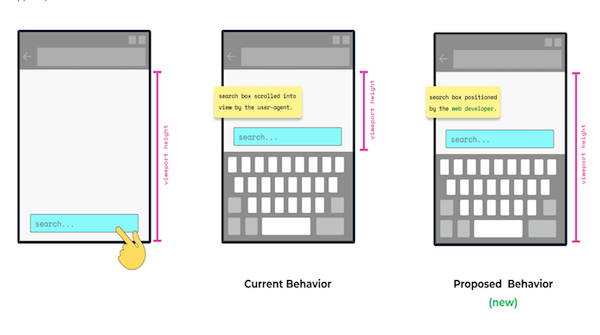 viewport height
search...
search box scrolled into
view by the user-agent.
search...
viewport height
search box positioned
by the web developer.
search...
viewport height
Current Behavior
Proposed Behavior
(new)